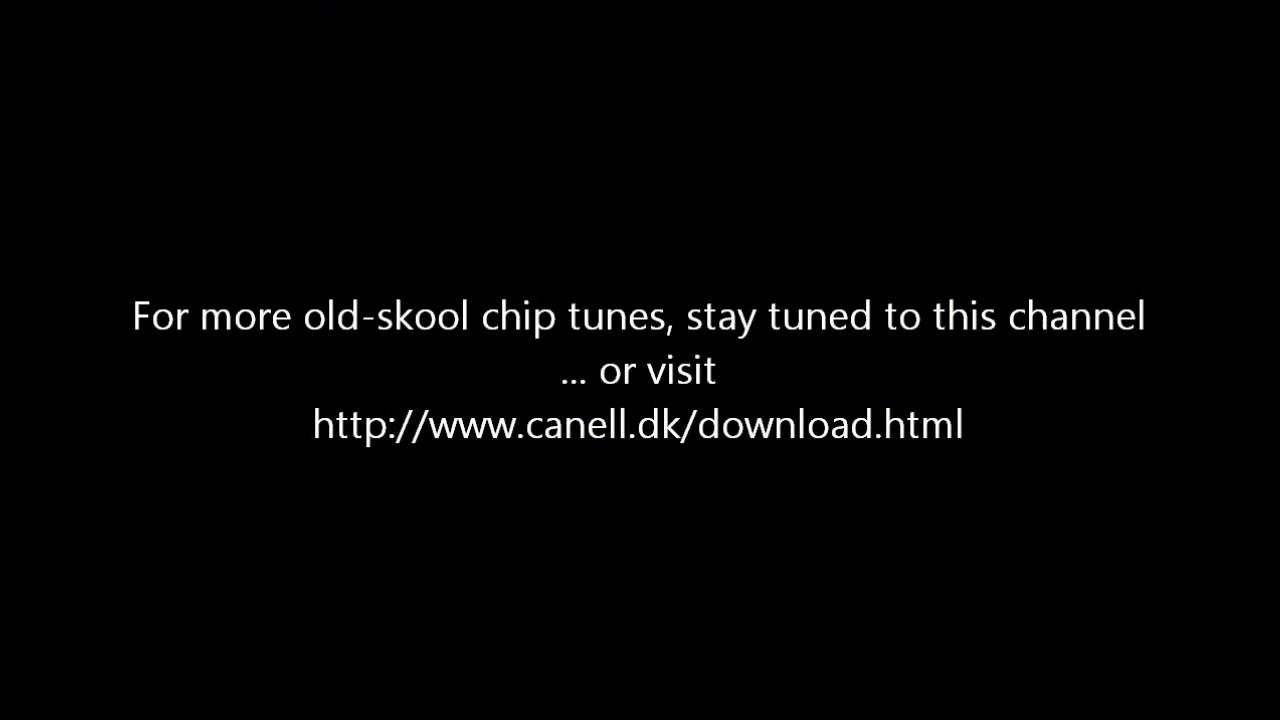 For more old-skool chip tunes, stay tuned to this channel
... or visit
http://www.canell.dk/download.html